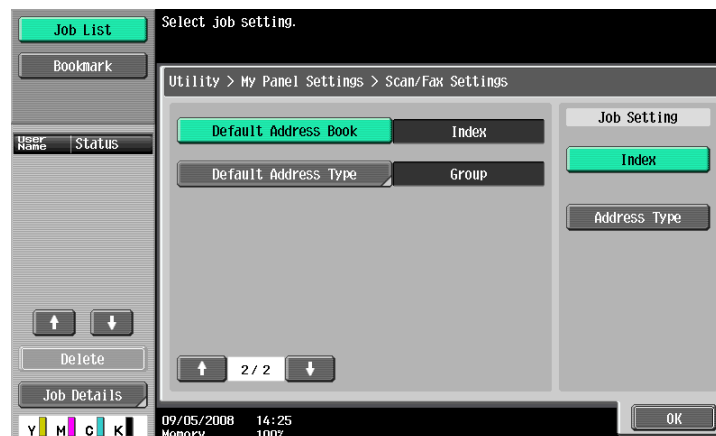 Job List
Bookmark
User Name Status
Delete
Job Details
Y M C K
Select job setting.
Utility > My Panel Settings > Scan/Fax Settings
Default Address Book Index
Default Address Type Group
2/ 2
Job Setting
Index
Address Type
09/05/2008 14:25
Memory 100%
OK